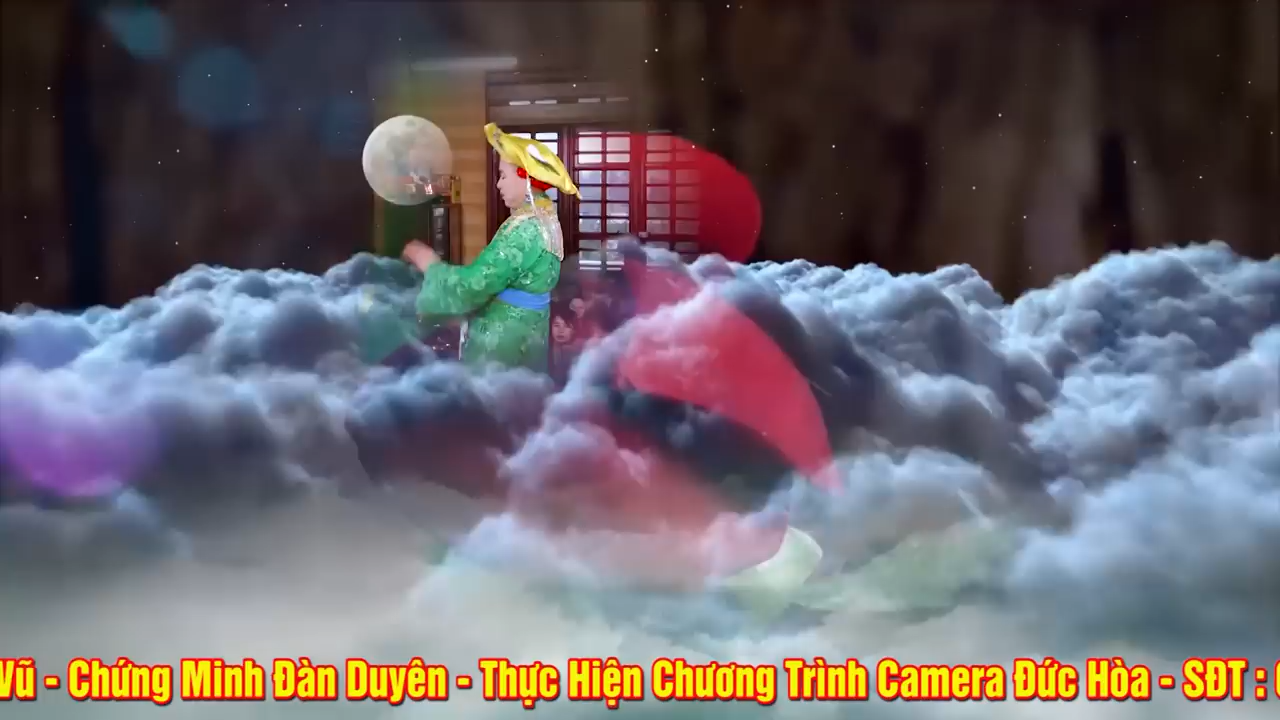 Vũ - Chứng Minh Đàn Duyên - Thực Hiện Chương Trình Camera Đức Hòa - SĐT :